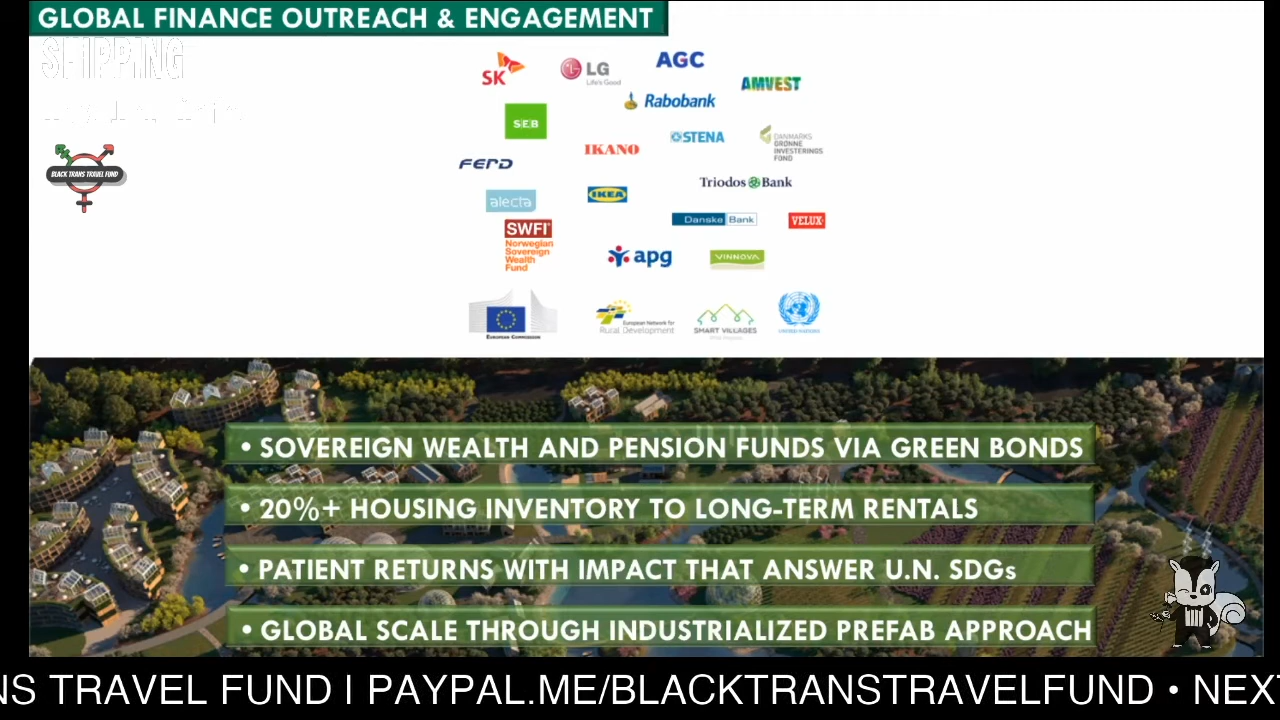 GLOBAL FINANCE OUTREACH & ENGAGEMENT
SHIPPING
BLACK TRANS TRAVEL FUND
SK
LG
Life's Good
AGC
AMVEST
Rabobank
SEB
STENA
DANMARKS
GRØNNE
INVESTERINGS
FOND
IKANO
FERD
Triodos Bank
alecta
IKEA
Danske Bank
VELUX
SWFI
Norwegian
Sovereign
Wealth
Fund
apg
VINNOVA
EUROPEAN COMMISSION
European Network for
Rural Development
SMART VILLAGES
UNITED NATIONS
• SOVEREIGN WEALTH AND PENSION FUNDS VIA GREEN BONDS
• 20%+ HOUSING INVENTORY TO LONG-TERM RENTALS
• PATIENT RETURNS WITH IMPACT THAT ANSWER U.N. SDGs
• GLOBAL SCALE THROUGH INDUSTRIALIZED PREFAB APPROACH
NS TRAVEL FUND | PAYPAL.ME/BLACKTRANSTRAVELFUND • NEXT